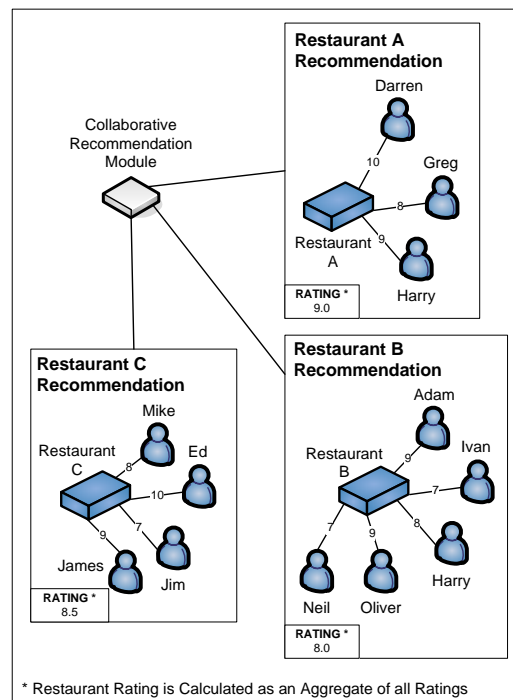 Restaurant A
Recommendation
Darren
10
Greg
8
9
Restaurant
A
Harry
RATING *
9.0
Collaborative
Recommendation
Module
Restaurant C
Recommendation
Mike
Restaurant
C
8
Ed
10
7
9
James
Jim
RATING *
8.5
Restaurant B
Recommendation
Adam
Restaurant
B
9
Ivan
7
8
7
9
Harry
Neil
Oliver
RATING *
8.0
* Restaurant Rating is Calculated as an Aggregate of all Ratings